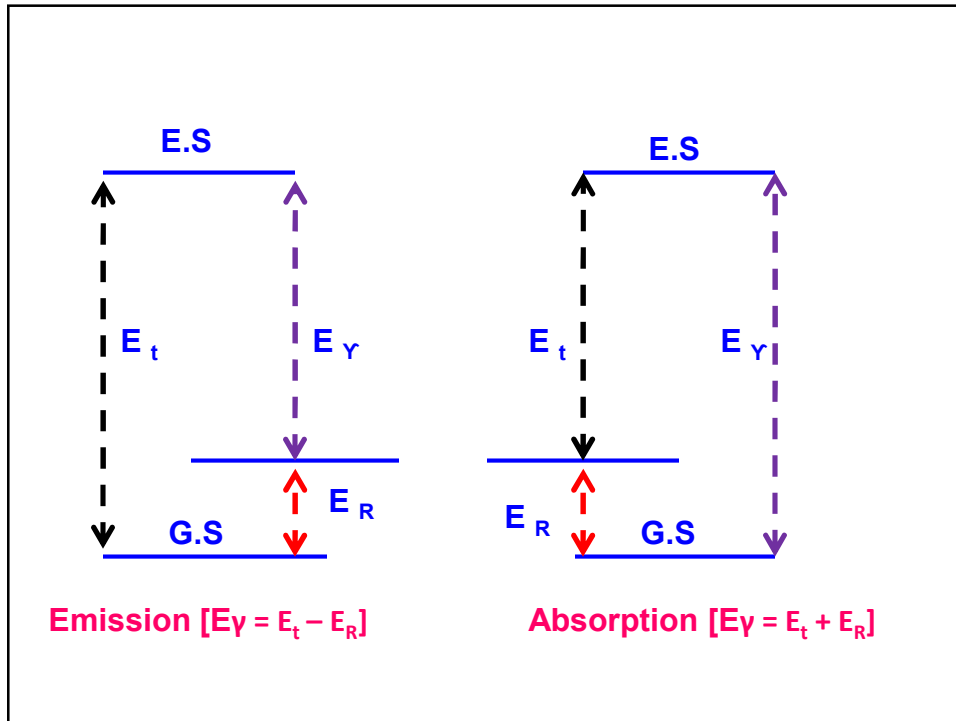 E.S
E.S
E t
E ϒ
E t
E ϒ
E R
E R
G.S
G.S
Emission [Eγ = Et – ER]
Absorption [Eγ = Et + ER]